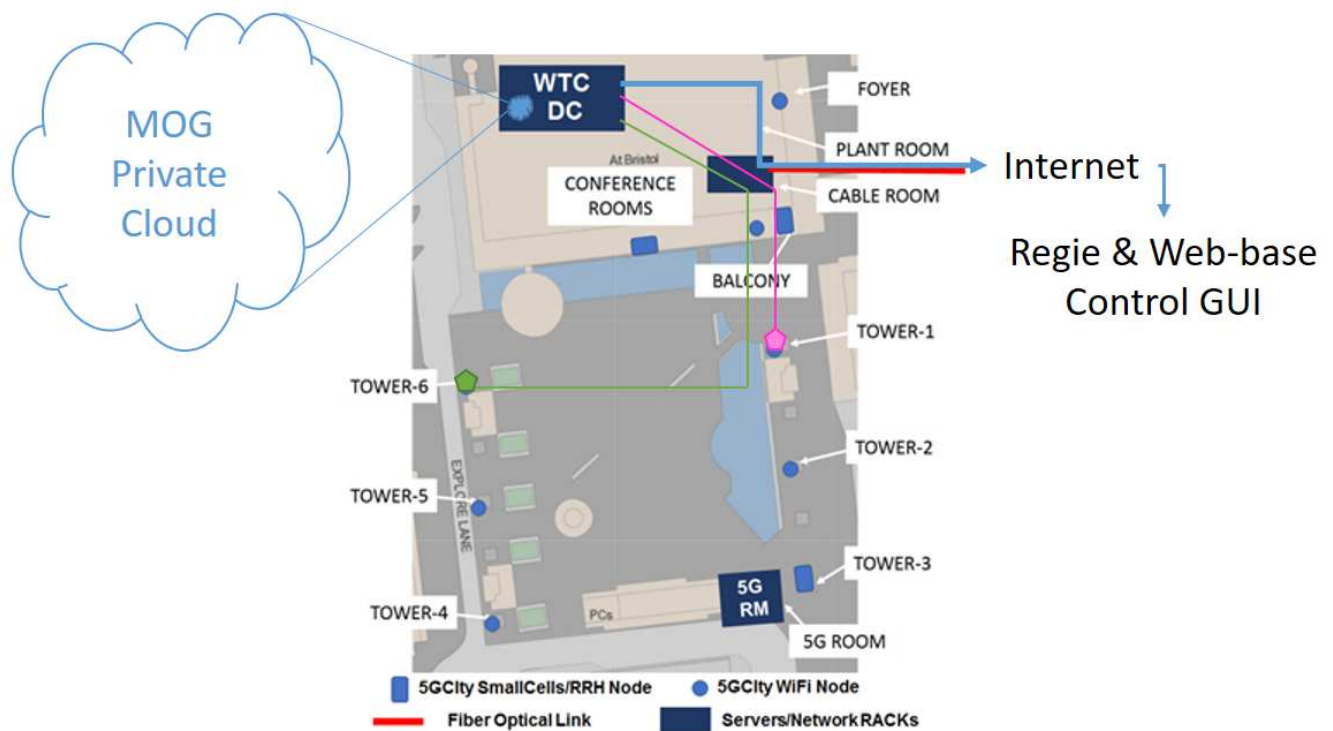 MOG
Private
Cloud
WTC
DC
FOYER
PLANT ROOM
At Bristol
CONFERENCE
ROOMS
CABLE ROOM
Internet
BALCONY
Regie & Web-base
Control GUI
TOWER-1
TOWER-6
TOWER-2
EXPLORE LANE
TOWER-5
TOWER-3
5G
RM
TOWER-4
PCs
5G ROOM
5GCIty SmallCells/RRH Node
5GCIty WiFi Node
Fiber Optical Link
Servers/Network RACKs